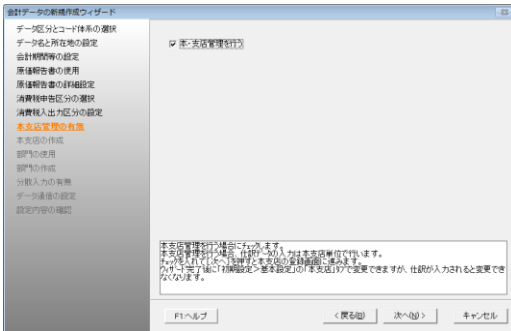 会計データの新規作成ウィザード
データ区分とコード体系の選択
データ名と所在地の設定
会計期間等の設定
原価報告書の使用
原価報告書の詳細設定
消費税申告区分の選択
消費税入出力区分の設定
本支店管理の有無
本支店の作成
部門の使用
部門の作成
分散入力の有無
データ通信の設定
設定内容の確認
本・支店管理を行う
本支店管理を行う場合にチェックします。
本支店管理を行う場合、仕訳データの入力は本支店単位で行います。
チェックを入れて[次へ]を押すと本支店の登録画面に進みます。
ウィザード完了後に「初期設定>基本設定」の「本支店」タブで変更できますが、仕訳が入力されると変更で
きなくなります。
F1:ヘルプ
<戻る(B)
次へ(N)>
キャンセル